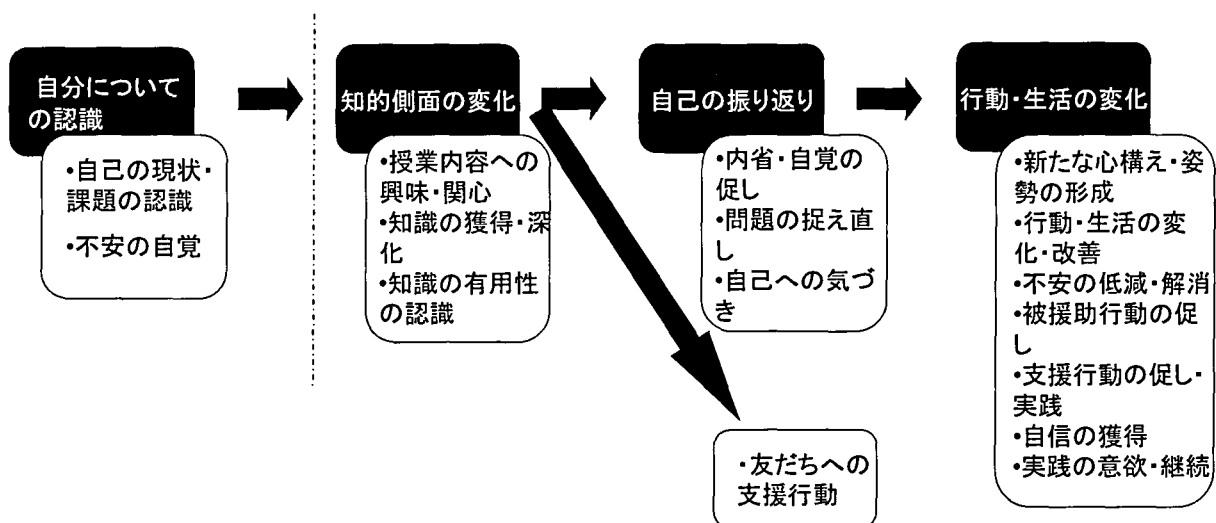 自分について
の認識
•自己の現状・
課題の認識
•不安の自覚
知的側面の変化
•授業内容への
興味・関心
•知識の獲得・深
化
•知識の有用性
の認識
自己の振り返り
•内省・自覚の
促し
•問題の捉え直
し
•自己への気づ
き
・友だちへの
支援行動
行動・生活の変化
•新たな心構え・姿
勢の形成
•行動・生活の変
化・改善
•不安の低減・解消
•被援助行動の促
し
•支援行動の促し・
実践
•自信の獲得
•実践の意欲・継続